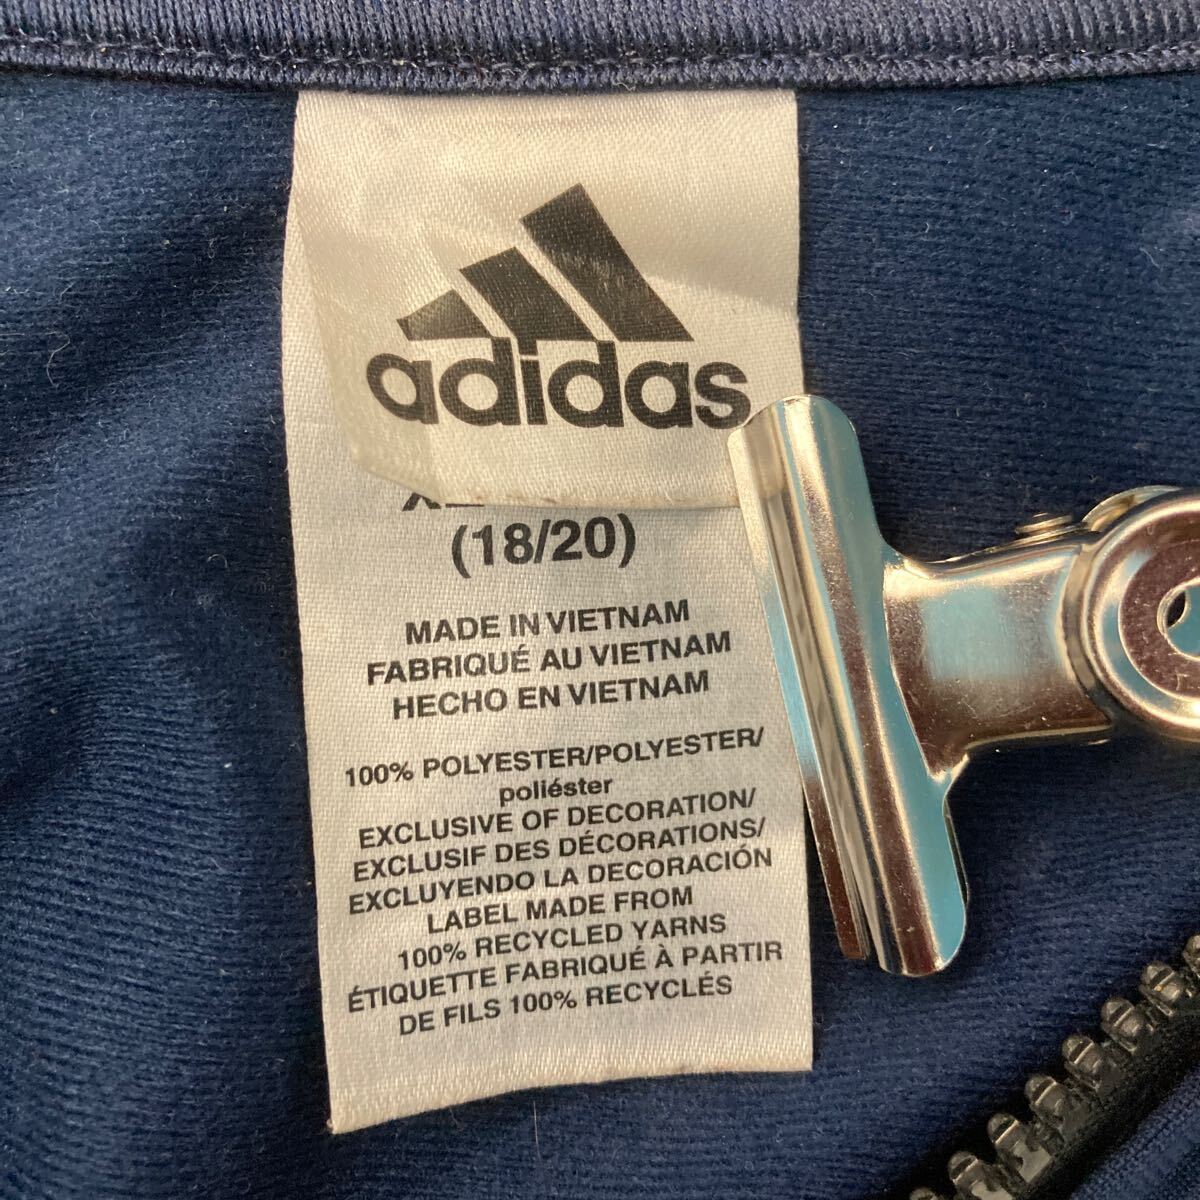 adidas
(18/20)
MADE IN VIETNAM
FABRIQUÉ AU VIETNAM
HECHO EN VIETNAM
100% POLYESTER/POLYESTER/
poliéster
EXCLUSIVE OF DECORATION/
EXCLUSIF DES DÉCORATIONS/
EXCLUYENDO LA DECORACIÓN
LABEL MADE FROM
100% RECYCLED YARNS
ÉTIQUETTE FABRIQUÉ À PARTIR
DE FILS 100% RECYCLÉS